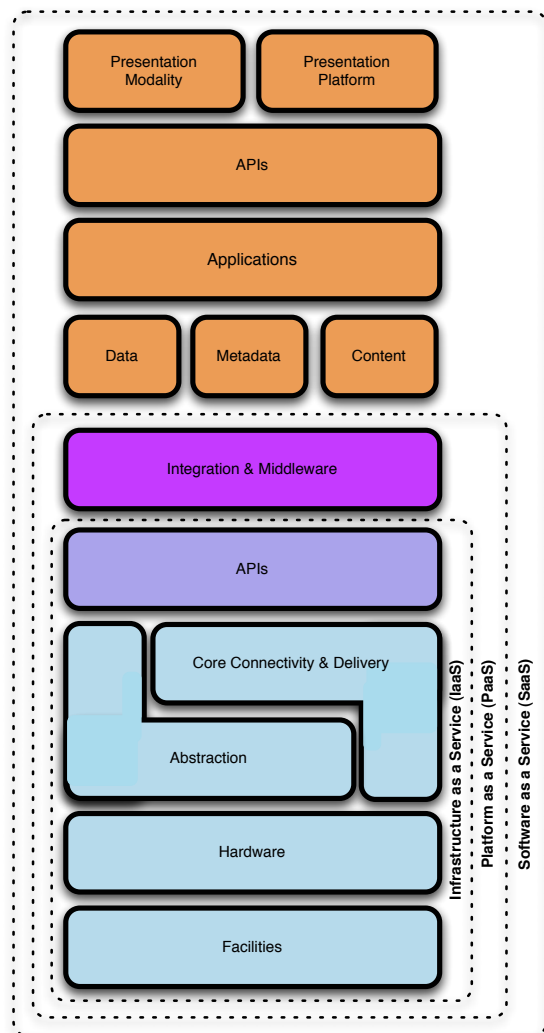 Presentation
Modality
Presentation
Platform
APIs
Applications
Data
Metadata
Content
Integration & Middleware
APIs
Core Connectivity & Delivery
Abstraction
Hardware
Facilities
Infrastructure as a Service (IaaS)
Platform as a Service (PaaS)
Software as a Service (SaaS)